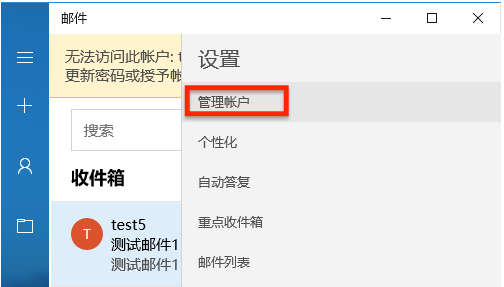 邮件
无法访问此帐户: t
更新密码或授予帐
搜索
收件箱
T
test5
测试邮件1
测试邮件1
设置
管理帐户
个性化
自动答复
重点收件箱
邮件列表